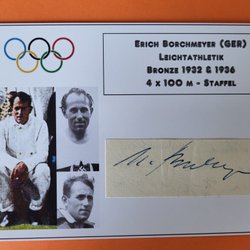 Erich Borchmeyer (GER)
Leichtathletik
Bronze 1932 & 1936
4 x 100 m - Staffel